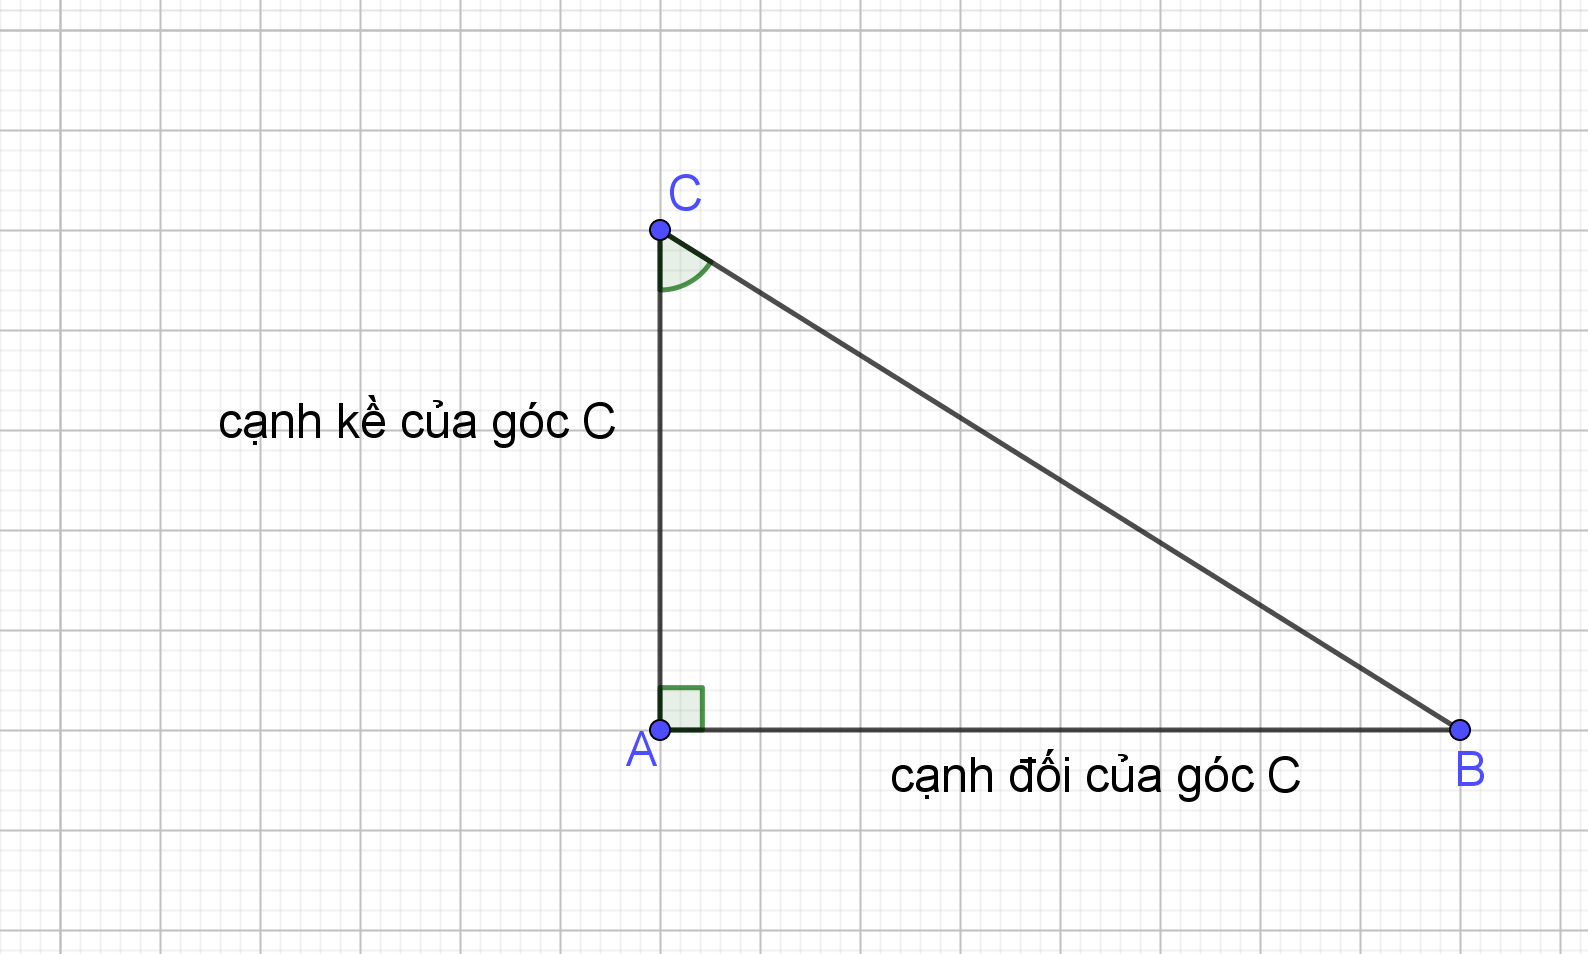 C
cạnh kề của góc C
A
cạnh đối của góc C
B